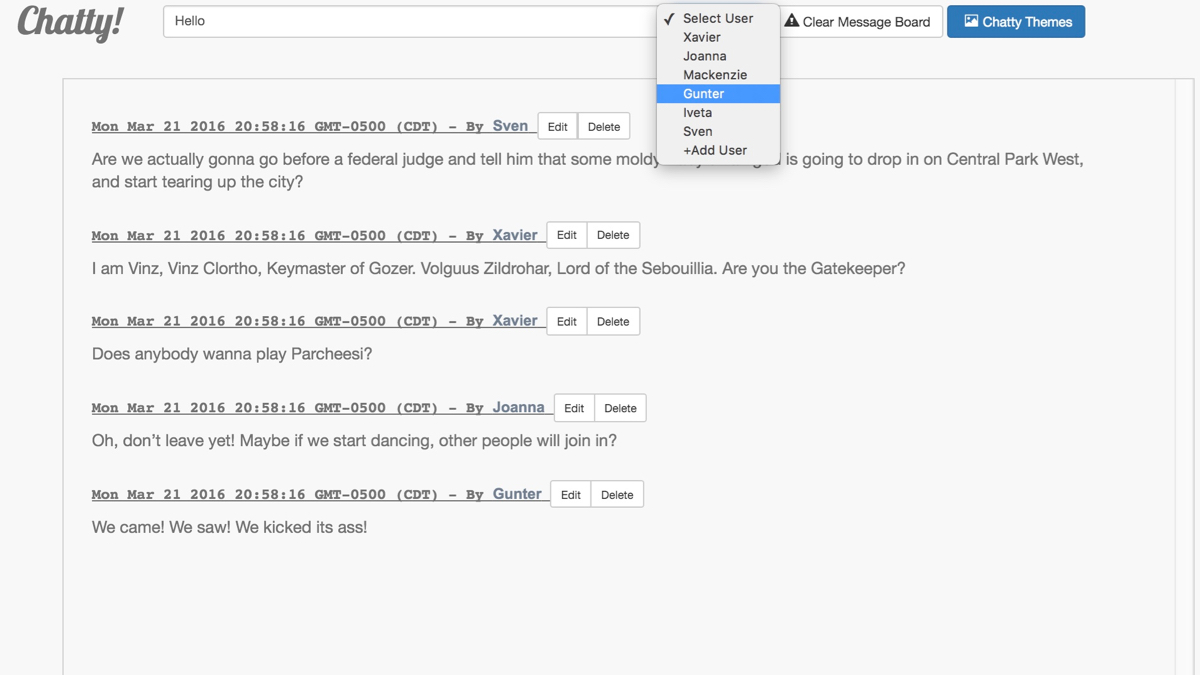 Chatty!
Hello
✓ Select User
Xavier
Joanna
Mackenzie
Gunter
Iveta
Sven
+Add User
Clear Message Board
Chatty Themes
Mon Mar 21 2016 20:58:16 GMT-0500 (CDT) - By Sven Edit Delete
Are we actually gonna go before a federal judge and tell him that some moldy is going to drop in on Central Park West,
and start tearing up the city?
Mon Mar 21 2016 20:58:16 GMT-0500 (CDT) - By Xavier Edit Delete
I am Vinz, Vinz Clortho, Keymaster of Gozer. Volguus Zildrohar, Lord of the Sebouillia. Are you the Gatekeeper?
Mon Mar 21 2016 20:58:16 GMT-0500 (CDT) - By Xavier Edit Delete
Does anybody wanna play Parcheesi?
Mon Mar 21 2016 20:58:16 GMT-0500 (CDT) - By Joanna Edit Delete
Oh, don’t leave yet! Maybe if we start dancing, other people will join in?
Mon Mar 21 2016 20:58:16 GMT-0500 (CDT) - By Gunter Edit Delete
We came! We saw! We kicked its ass!